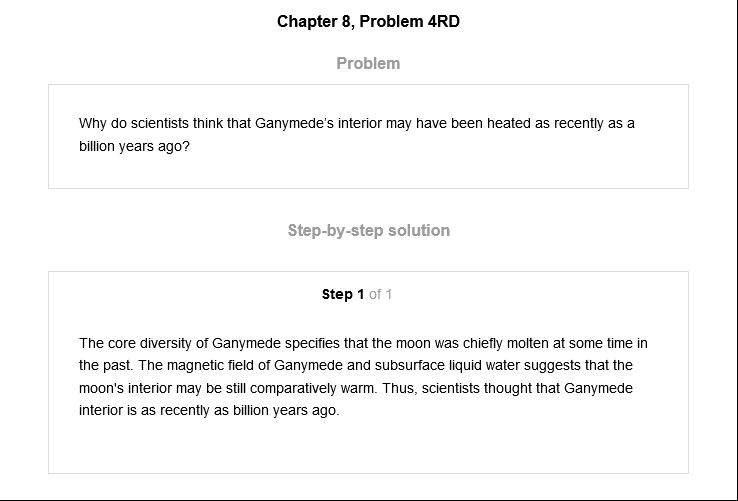 Chapter 8, Problem 4RD
Problem
Why do scientists think that Ganymede's interior may have been heated as recently as a
billion years ago?
Step-by-step solution
Step 1 of 1
The core diversity of Ganymede specifies that the moon was chiefly molten at some time in
the past. The magnetic field of Ganymede and subsurface liquid water suggests that the
moon's interior may be still comparatively warm. Thus, scientists thought that Ganymede
interior is as recently as billion years ago.